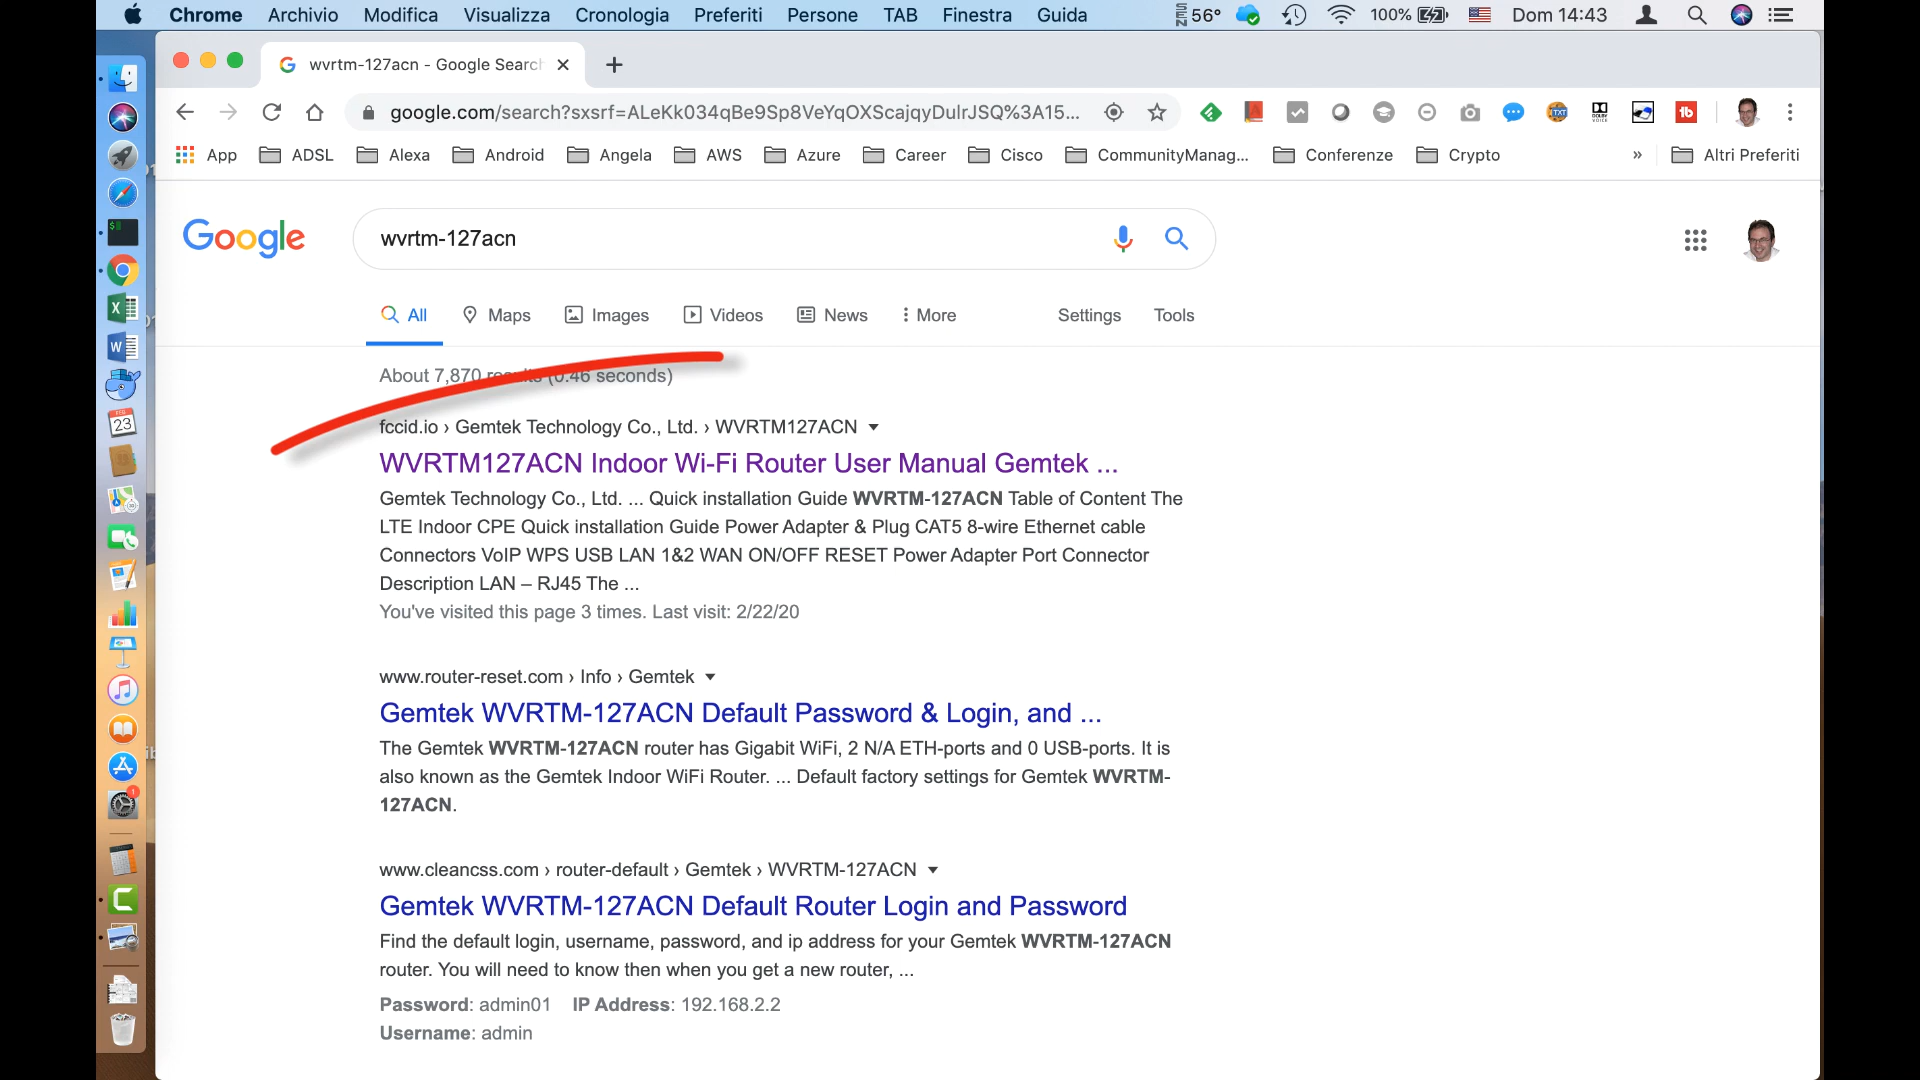 Chrome Archivio Modifica Visualizza Cronologia Preferiti Persone TAB Finestra Guida SEN 56° 100% Dom 14:43
wvrtm-127acn - Google Search
google.com/search?sxsrf=ALeKk034qBe9Sp8VeYqOXScajqyDulrJSQ%3A15...
App ADSL Alexa Android Angela AWS Azure Career Cisco CommunityManag... Conferenze Crypto » Altri Preferiti
Google wvrtm-127acn
All Maps Images Videos News More Settings Tools
About 7,870 results (0.46 seconds)
fccid.io › Gemtek Technology Co., Ltd. › WVRTM127ACN
WVRTM127ACN Indoor Wi-Fi Router User Manual Gemtek ...
Gemtek Technology Co., Ltd. ... Quick installation Guide WVRTM-127ACN Table of Content The
LTE Indoor CPE Quick installation Guide Power Adapter & Plug CAT5 8-wire Ethernet cable
Connectors VoIP WPS USB LAN 1&2 WAN ON/OFF RESET Power Adapter Port Connector
Description LAN – RJ45 The ...
You've visited this page 3 times. Last visit: 2/22/20
www.router-reset.com › Info › Gemtek
Gemtek WVRTM-127ACN Default Password & Login, and ...
The Gemtek WVRTM-127ACN router has Gigabit WiFi, 2 N/A ETH-ports and 0 USB-ports. It is
also known as the Gemtek Indoor WiFi Router. ... Default factory settings for Gemtek WVRTM-
127ACN.
www.cleancss.com › router-default › Gemtek › WVRTM-127ACN
Gemtek WVRTM-127ACN Default Router Login and Password
Find the default login, username, password, and ip address for your Gemtek WVRTM-127ACN
router. You will need to know then when you get a new router, ...
Password: admin01 IP Address: 192.168.2.2
Username: admin